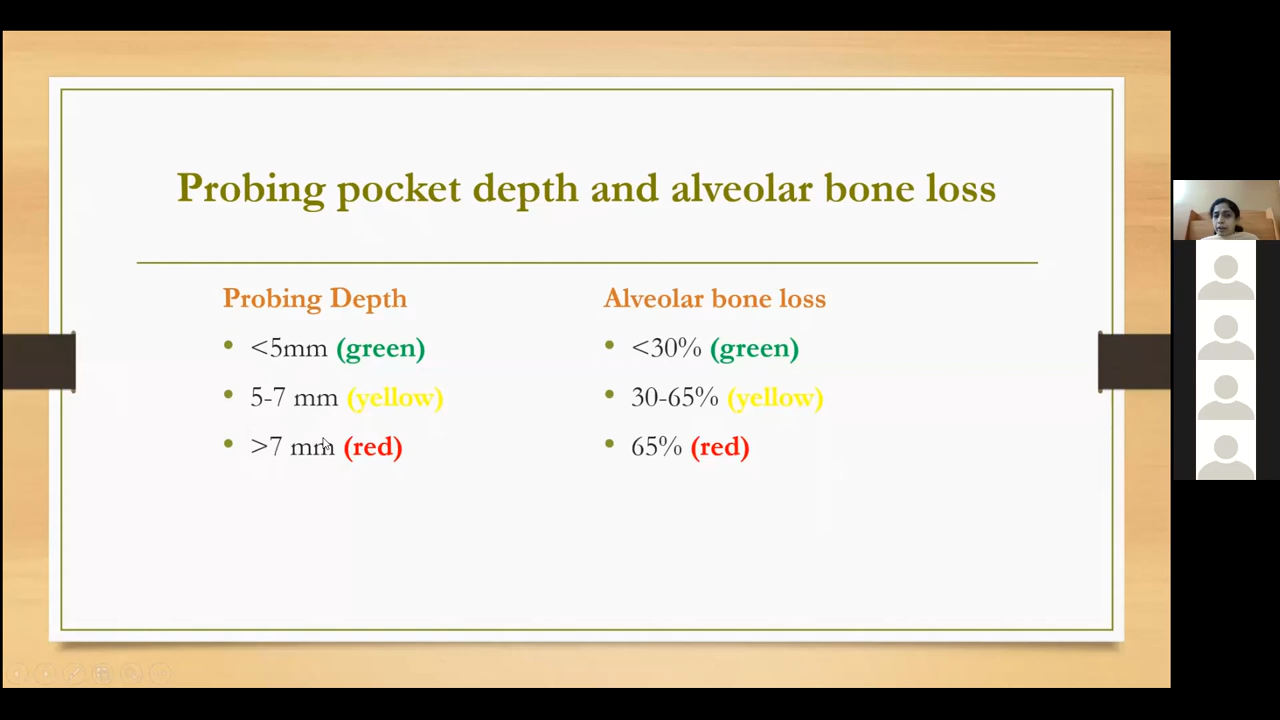 Probing pocket depth and alveolar bone loss
Probing Depth
• <5mm (green)
• 5-7 mm (yellow)
• >7 mm (red)
Alveolar bone loss
• <30% (green)
• 30-65% (yellow)
• 65% (red)